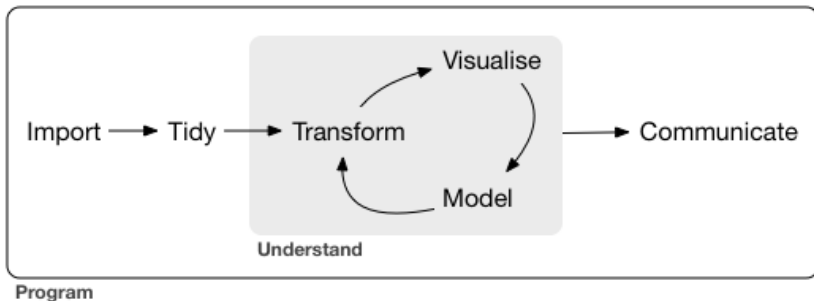 Visualise
Import
Tidy
Transform
Communicate
Model
Understand
Program